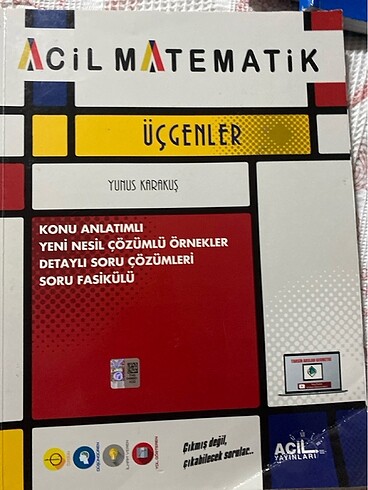 ACİL MATEMATİK
ÜÇGENLER
YUNUS KARAKUŞ
KONU ANLATIMLI
YENİ NESİL ÇÖZÜMLÜ ÖRNEKLER
DETAYLI SORU ÇÖZÜMLERİ
SORU FASİKÜLÜ
Çıkmış değil,
çıkabilecek sorular...
ACİL
YAYINLARI